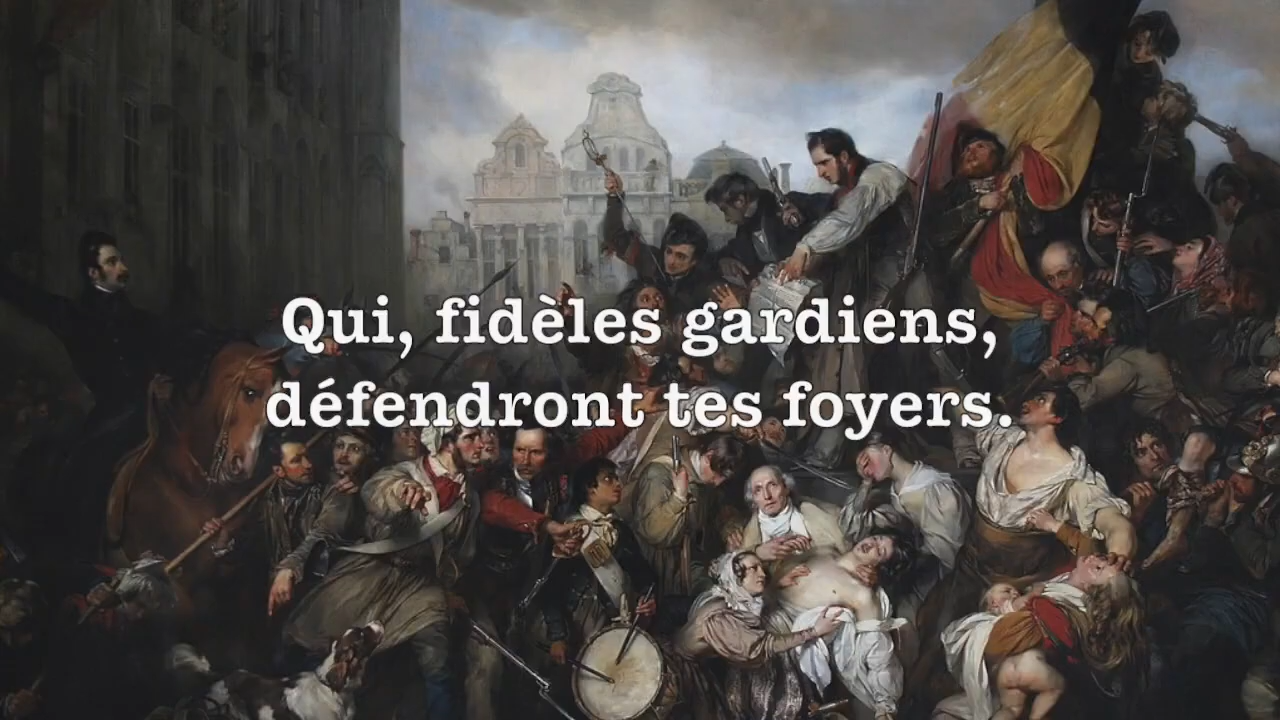 Qui, fidèles gardiens,
défendront tes foyers.